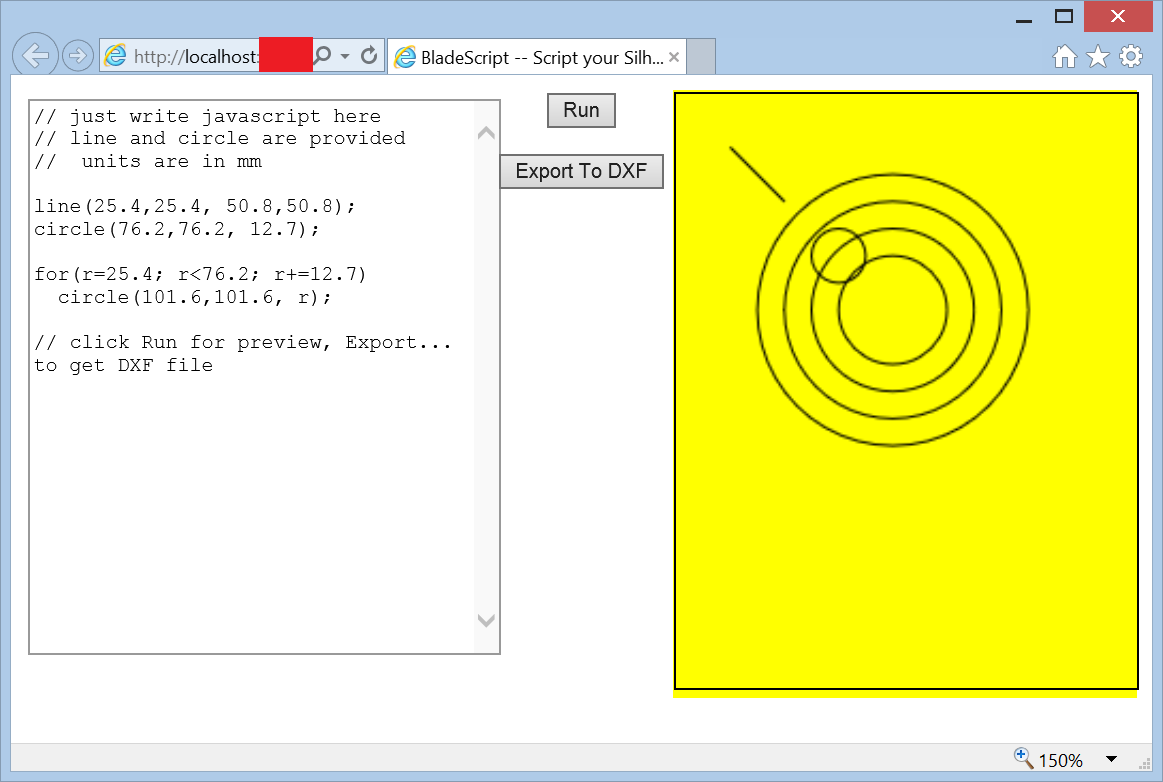 http://localhost:
BladeScript -- Script your Silh...
// just write javascript here
// line and circle are provided
//  units are in mm
line(25.4,25.4, 50.8,50.8);
circle(76.2,76.2, 12.7);
for(r=25.4; r<76.2; r+=12.7)
  circle(101.6,101.6, r);
// click Run for preview, Export...
to get DXF file
Run
Export To DXF
150%